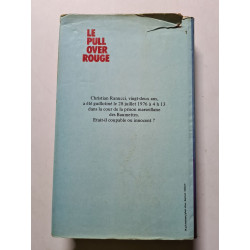 LE
PULL
OVER
ROUGE
Christian Ranucci, vingt-deux ans,
a été guillotiné le 28 juillet 1976 à 4 h 13
dans la cour de la prison marseillaise
des Baumettes.
Etait-il coupable ou innocent ?